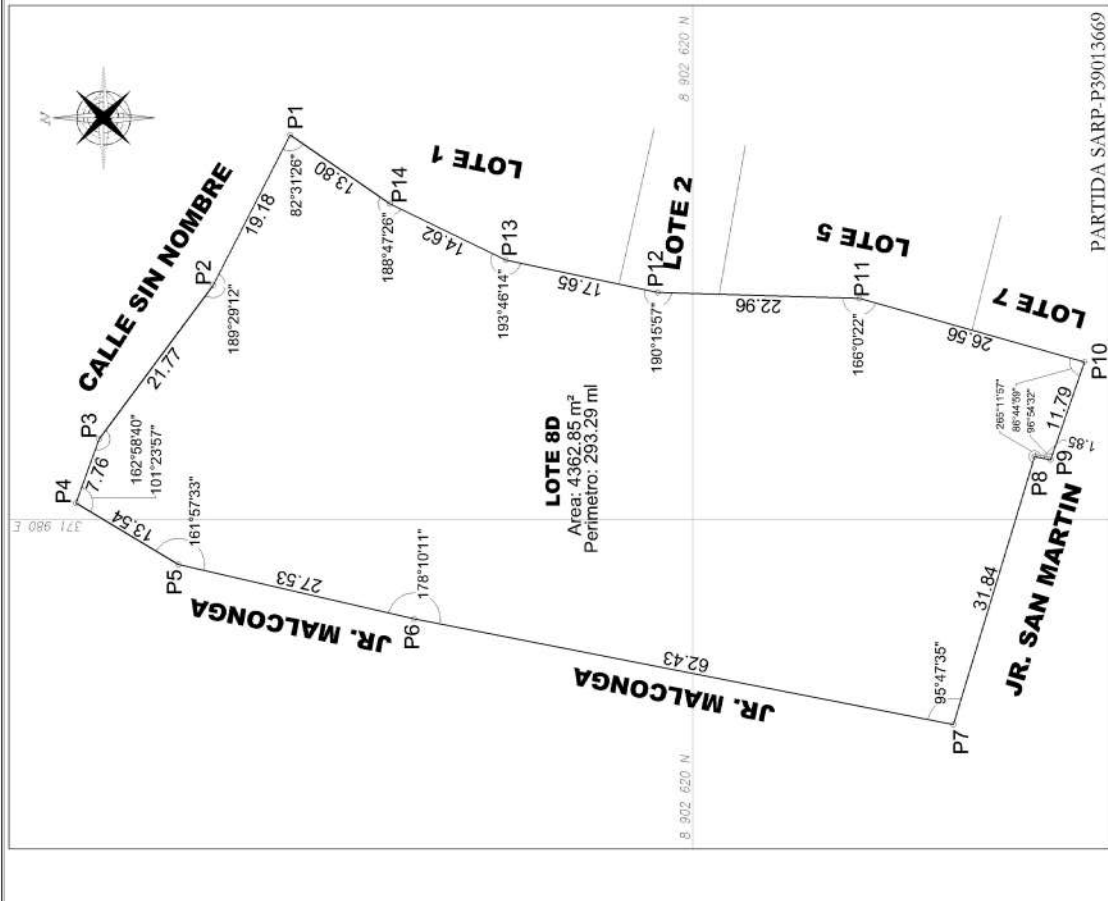 N
8 902 620 N
371 980 E
CALLE SIN NOMBRE
P1
82°31'26"
19.18
13.80
P2
189°29'12"
21.77
P3
162°58'40"
7.76
P4
101°23'57"
13.54
P5
161°57'33"
27.53
JR. MALCONGA
P6
178°10'11"
62.43
JR. MALCONGA
P7
95°47'35"
31.84
JR. SAN MARTIN
P8
265°11'57"
86°44'59"
96°54'32"
1.85
P9
11.79
P10
26.56
LOTE 7
P11
166°0'22"
22.96
LOTE 5
P12
190°15'57"
LOTE 2
17.65
P13
193°46'14"
14.62
LOTE 1
P14
188°47'26"
LOTE 8D
Area: 4362.85 m²
Perimetro: 293.29 ml
8 902 620 N
PARTIDA SARP-P39013669